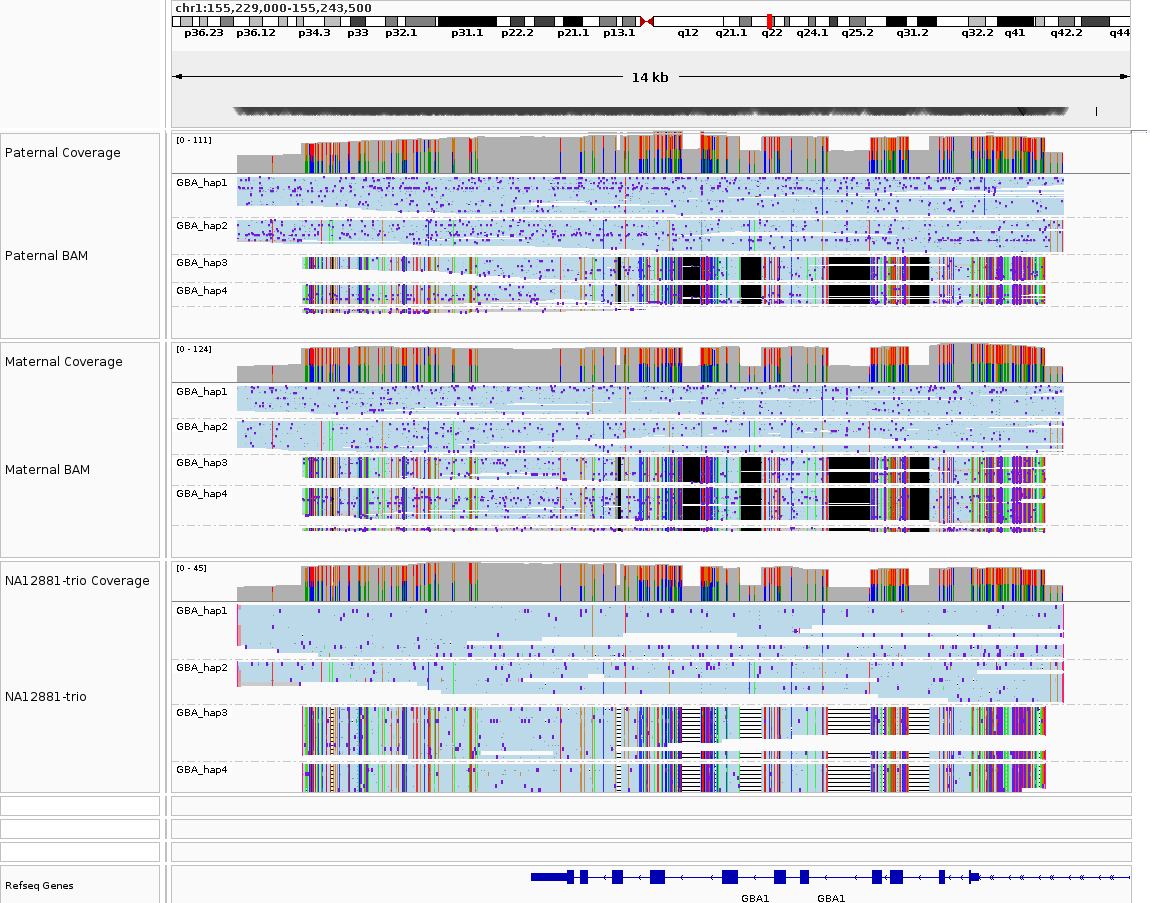 chr1:155,229,000-155,243,500
p36.23 p36.12 p34.3 p33 p32.1 p31.1 p22.2 p21.1 p13.1 q12 q21.1 q22 q24.1 q25.2 q31.2 q32.2 q41 q42.2 q44
14 kb
Paternal Coverage
[0 - 111]
GBA_hap1
GBA_hap2
Paternal BAM
GBA_hap3
GBA_hap4
Maternal Coverage
[0 - 124]
GBA_hap1
GBA_hap2
Maternal BAM
GBA_hap3
GBA_hap4
NA12881-trio Coverage
[0 - 45]
GBA_hap1
GBA_hap2
NA12881-trio
GBA_hap3
GBA_hap4
Refseq Genes
GBA1 GBA1